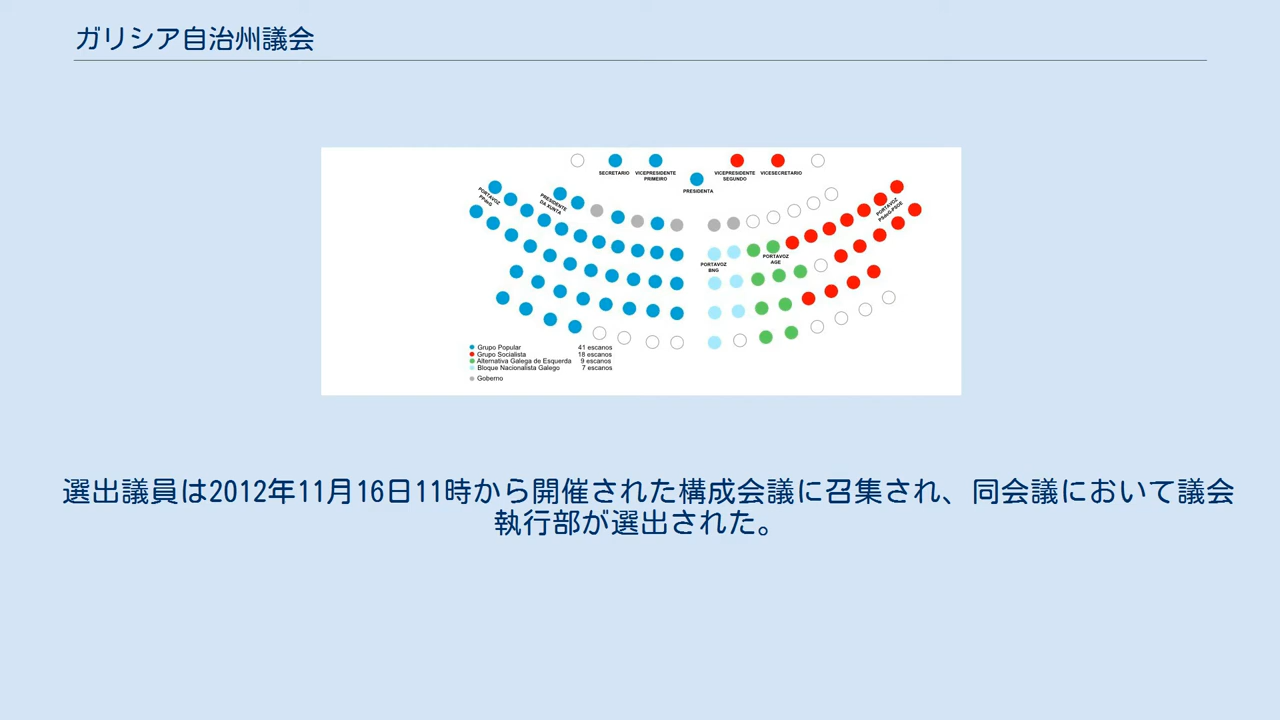 ガリシア自治州議会
SECRETARIO
VICEPRESIDENTE
PRIMEIRO
PRESIDENTA
VICEPRESIDENTE
SEGUNDO
VICESECRETARIO
PORTAVOZ
PPdeG
PRESIDENTE
DA XUNTA
PORTAVOZ
BNG
PORTAVOZ
AGE
PORTAVOZ
PSdeG-PSOE
Grupo Popular 41 escanos
Grupo Socialista 18 escanos
Alternativa Galega de Esquerda 9 escanos
Bloque Nacionalista Galego 7 escanos
Goberno
選出議員は2012年11月16日11時から開催された構成会議に召集され、同会議において議会
執行部が選出された。